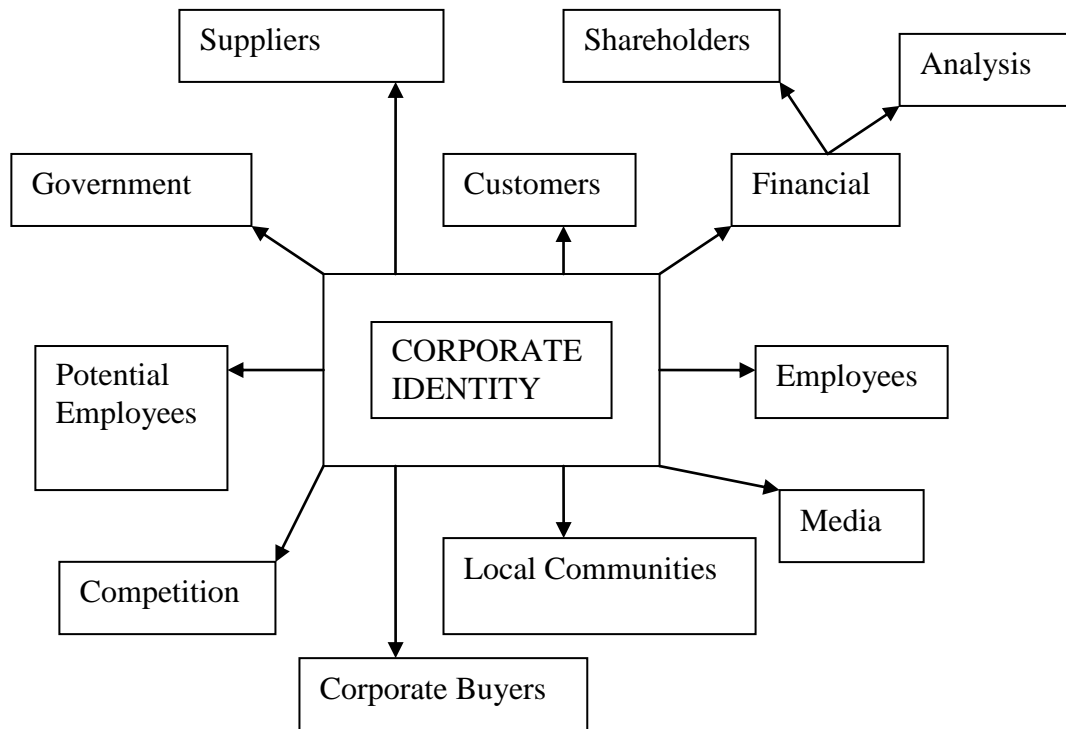 Suppliers
Shareholders
Analysis
Government
Customers
Financial
CORPORATE
IDENTITY
Potential
Employees
Employees
Media
Local Communities
Competition
Corporate Buyers